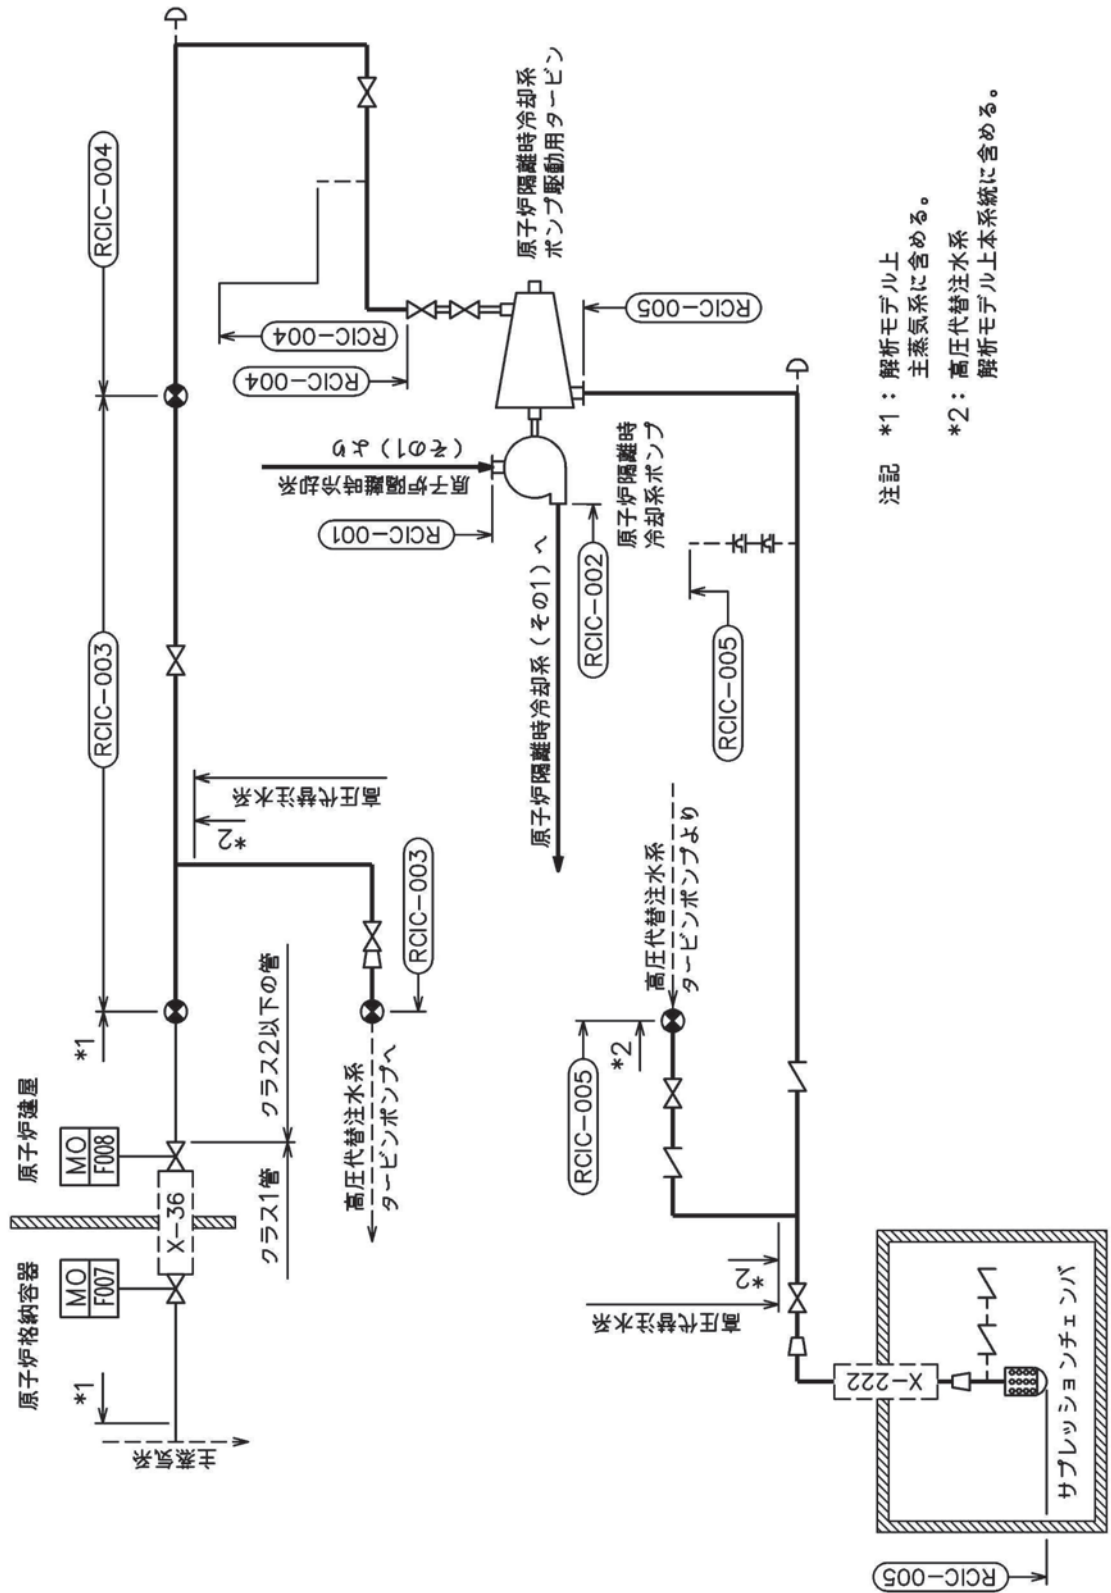 原子炉格納容器
原子炉建屋
MO
F007
MO
F008
X-36
*1
*1
RCIC-003
RCIC-004
主蒸気系
クラス1管
クラス2以下の管
高圧代替注水系
タービンポンプへ
RCIC-003
*2
高圧代替注水系
RCIC-004
RCIC-004
原子炉隔離時冷却系
ポンプ駆動用タービン
原子炉隔離時冷却系
(その1)より
RCIC-001
原子炉隔離時冷却系(その1)へ
RCIC-002
原子炉隔離時
冷却系ポンプ
RCIC-005
RCIC-005
高圧代替注水系
タービンポンプより
RCIC-005
*2
高圧代替注水系
*2
X-222
サプレッションチェンバ
RCIC-005
注記 *1:解析モデル上
主蒸気系に含める。
*2:高圧代替注水系
解析モデル上本系統に含める。